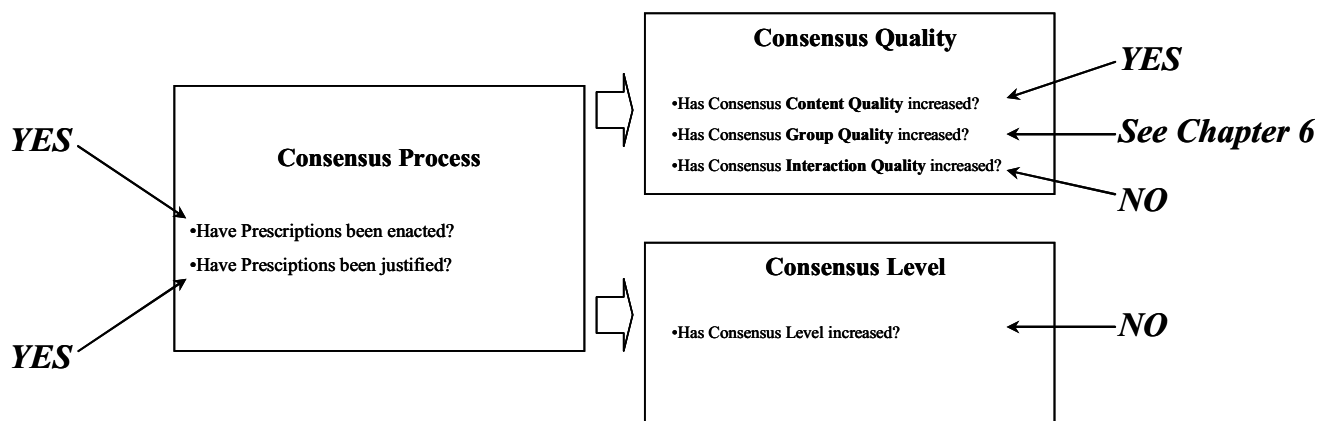 YES
YES
Consensus Process
•Have Prescriptions been enacted?
•Have Presciptions been justified?
Consensus Quality
•Has Consensus Content Quality increased?
•Has Consensus Group Quality increased?
•Has Consensus Interaction Quality increased?
YES
See Chapter 6
NO
Consensus Level
•Has Consensus Level increased?
NO